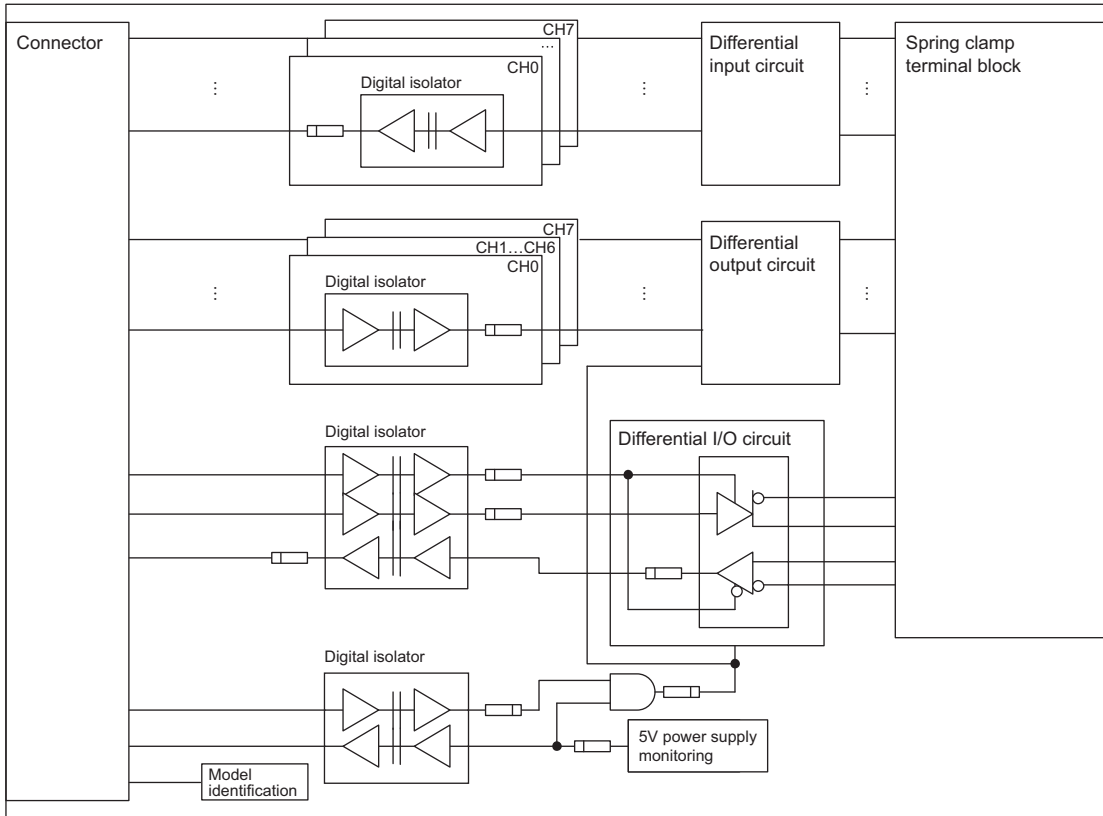 Connector
CH7
...
CH0
Digital isolator
Differential
input circuit
Spring clamp
terminal block
...
...
...
CH7
CH1...CH6
CH0
Digital isolator
Differential
output circuit
...
...
...
Digital isolator
Differential I/O circuit
Digital isolator
5V power supply
monitoring
Model
identification